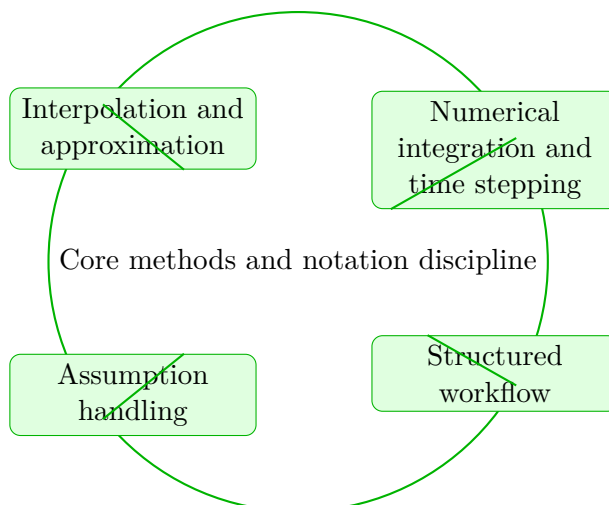 Interpolation and
approximation
Numerical
integration and
time stepping
Core methods and notation discipline
Assumption
handling
Structured
workflow